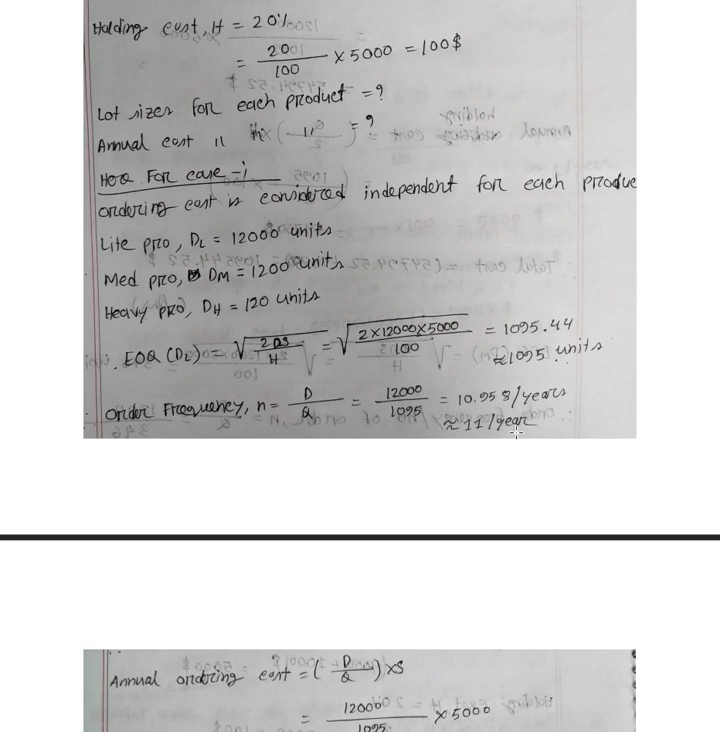 Holding cost, H = 20%
= 20/100 × 5000 = 100$
Lot sizes for each product = ?
Annual cost " " " = ?
HOQ For case -i
ordering cost is considered independent for each produc
Lite pro, DL = 12000 units
Med pro, DM = 1200 units
Heavy pro, DH = 120 units
EOQ (DL) = √(2DS/H) = √(2×12000×5000/100) = 1095.44
≈1095 units
order Frequency, n = D/Q = 12000/1095 = 10.958/years
≈11/year
Annual ordering cost = (D/Q)×S
= 12000/1095 × 5000